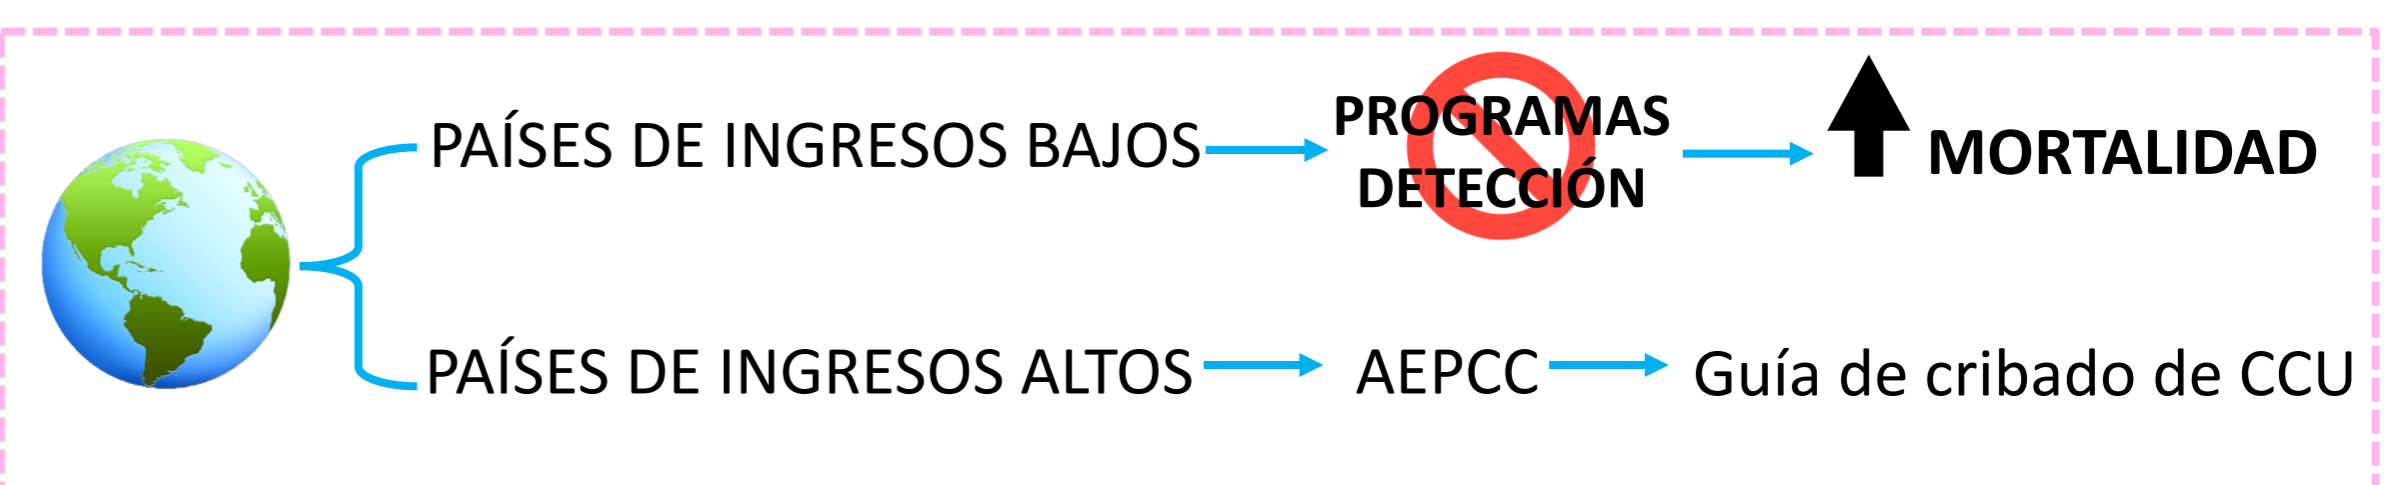 PAÍSES DE INGRESOS BAJOS
PROGRAMAS
DETECCIÓN
MORTALIDAD
PAÍSES DE INGRESOS ALTOS
AEPCC
Guía de cribado de CCU